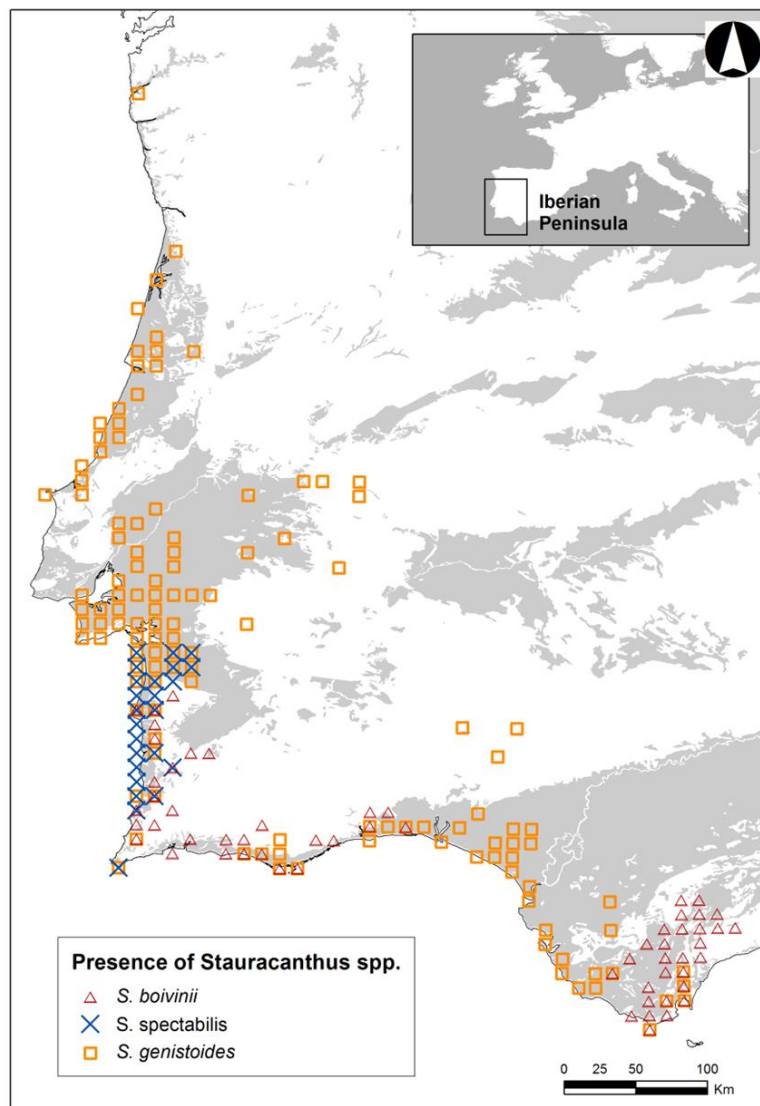 Iberian
Peninsula
Presence of Stauracanthus spp.
S. boivinii
S. spectabilis
S. genistoides
0 25 50 100
Km